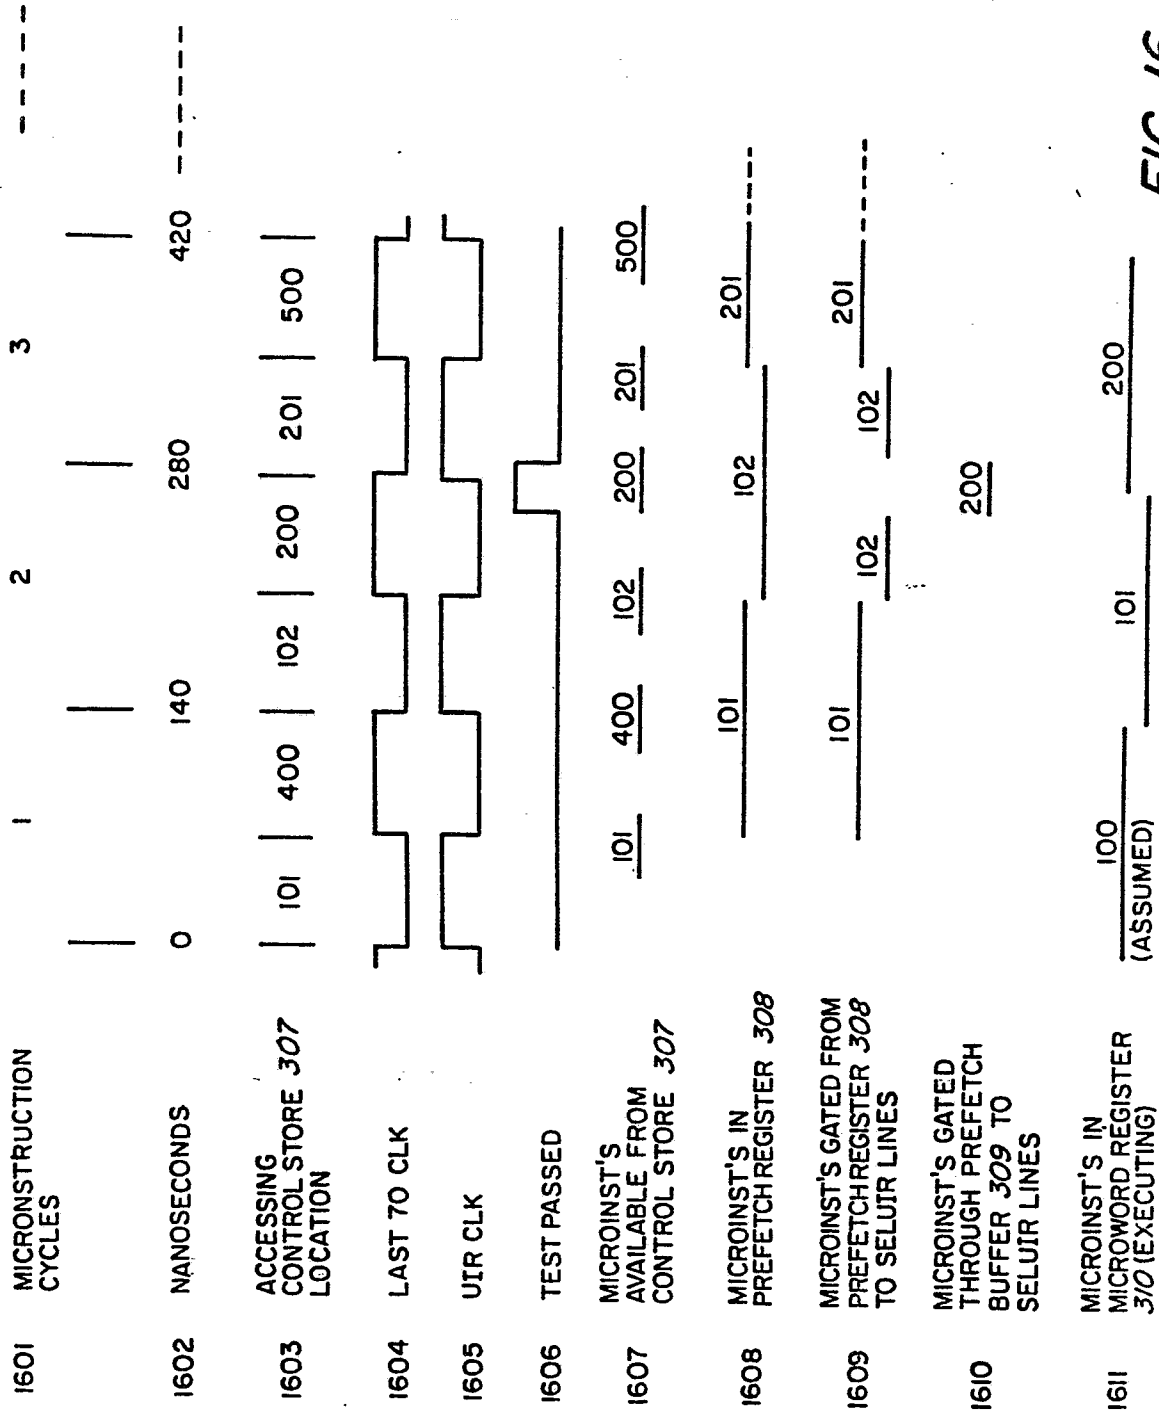 1601 MICRONSTRUCTION CYCLES 1 2 3
1602 NANOSECONDS 0 140 280 420
1603 ACCESSING CONTROL STORE 307 LOCATION 101 400 102 200 201 500
1604 LAST 70 CLK
1605 UIR CLK
1606 TEST PASSED
1607 MICROINST'S AVAILABLE FROM CONTROL STORE 307 101 400 102 200 201 500
1608 MICROINST'S IN PREFETCH REGISTER 308 101 102 201
1609 MICROINST'S GATED FROM PREFETCH REGISTER 308 TO SELUIR LINES 101 102 102 201
1610 MICROINST'S GATED THROUGH PREFETCH BUFFER 309 TO SELUIR LINES 200
1611 MICROINST'S IN MICROWORD REGISTER 310 (EXECUTING) 100 (ASSUMED) 101 200
FIG. 16